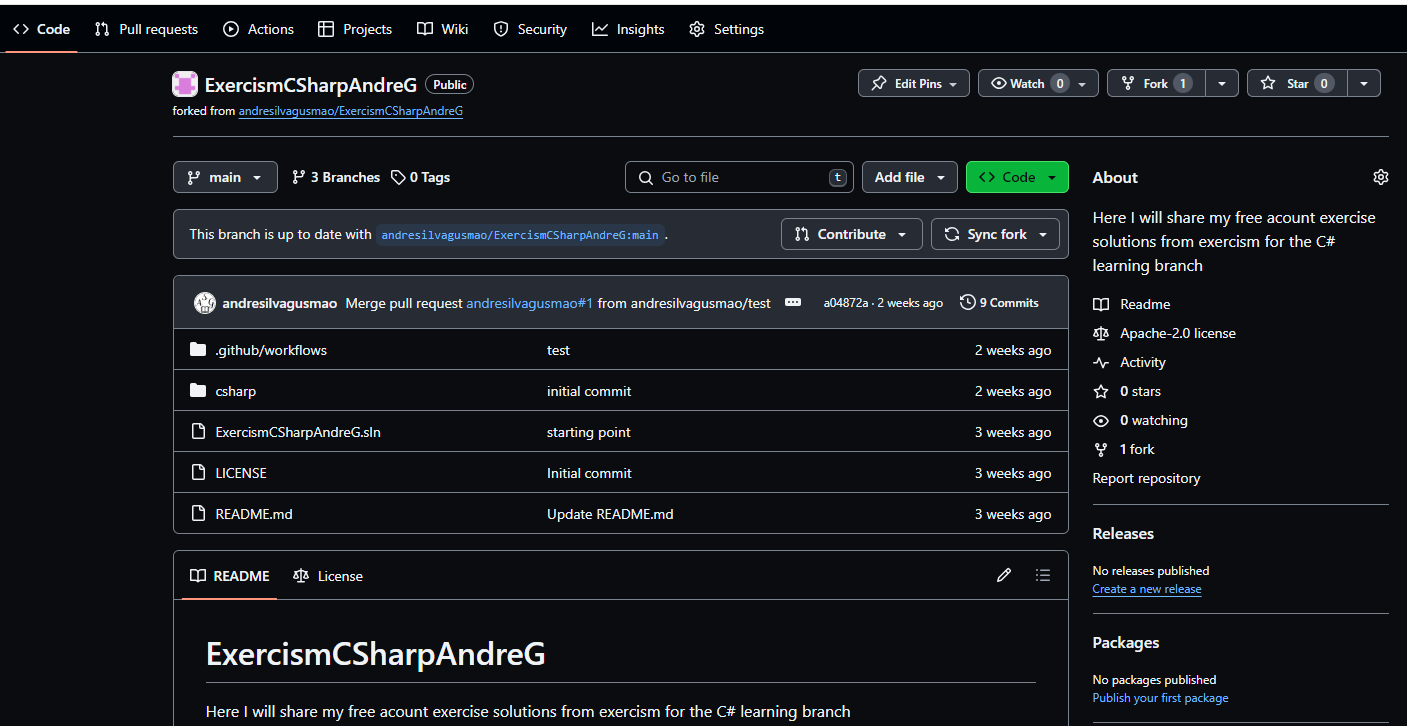 Code Pull requests Actions Projects Wiki Security Insights Settings
ExercismCSharpAndreG Public Edit Pins Watch 0 Fork 1 Star 0
forked from andresilvagusmao/ExercismCSharpAndreG
main 3 Branches 0 Tags Go to file t Add file Code
This branch is up to date with andresilvagusmao/ExercismCSharpAndreG:main . Contribute Sync fork
andresilvagusmao Merge pull request andresilvagusmao#1 from andresilvagusmao/test a04872a · 2 weeks ago 9 Commits
.github/workflows test 2 weeks ago
csharp initial commit 2 weeks ago
ExercismCSharpAndreG.sln starting point 3 weeks ago
LICENSE Initial commit 3 weeks ago
README.md Update README.md 3 weeks ago
README License
ExercismCSharpAndreG
Here I will share my free acount exercise solutions from exercism for the C# learning branch
About
Here I will share my free acount exercise
solutions from exercism for the C#
learning branch
Readme
Apache-2.0 license
Activity
0 stars
0 watching
1 fork
Report repository
Releases
No releases published
Create a new release
Packages
No packages published
Publish your first package